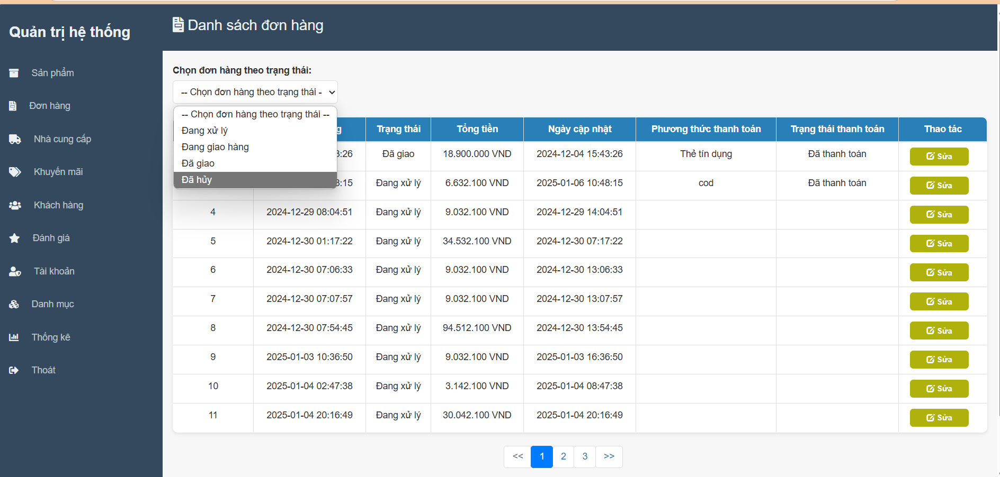 Quản trị hệ thống
Sản phẩm
Đơn hàng
Nhà cung cấp
Khuyến mãi
Khách hàng
Đánh giá
Tài khoản
Danh mục
Thống kê
Thoát
Danh sách đơn hàng
Chọn đơn hàng theo trạng thái:
-- Chọn đơn hàng theo trạng thái -
-- Chọn đơn hàng theo trạng thái --
Đang xử lý
Đang giao hàng
Đã giao
Đã hủy
g Trạng thái Tổng tiền Ngày cập nhật Phương thức thanh toán Trạng thái thanh toán Thao tác
3:26 Đã giao 18.900.000 VND 2024-12-04 15:43:26 Thẻ tín dụng Đã thanh toán Sửa
3:15 Đang xử lý 6.632.100 VND 2025-01-06 10:48:15 cod Đã thanh toán Sửa
4 2024-12-29 08:04:51 Đang xử lý 9.032.100 VND 2024-12-29 14:04:51 Sửa
5 2024-12-30 01:17:22 Đang xử lý 34.532.100 VND 2024-12-30 07:17:22 Sửa
6 2024-12-30 07:06:33 Đang xử lý 9.032.100 VND 2024-12-30 13:06:33 Sửa
7 2024-12-30 07:07:57 Đang xử lý 9.032.100 VND 2024-12-30 13:07:57 Sửa
8 2024-12-30 07:54:45 Đang xử lý 94.512.100 VND 2024-12-30 13:54:45 Sửa
9 2025-01-03 10:36:50 Đang xử lý 9.032.100 VND 2025-01-03 16:36:50 Sửa
10 2025-01-04 02:47:38 Đang xử lý 3.142.100 VND 2025-01-04 08:47:38 Sửa
11 2025-01-04 20:16:49 Đang xử lý 30.042.100 VND 2025-01-04 20:16:49 Sửa
<< 1 2 3 >>